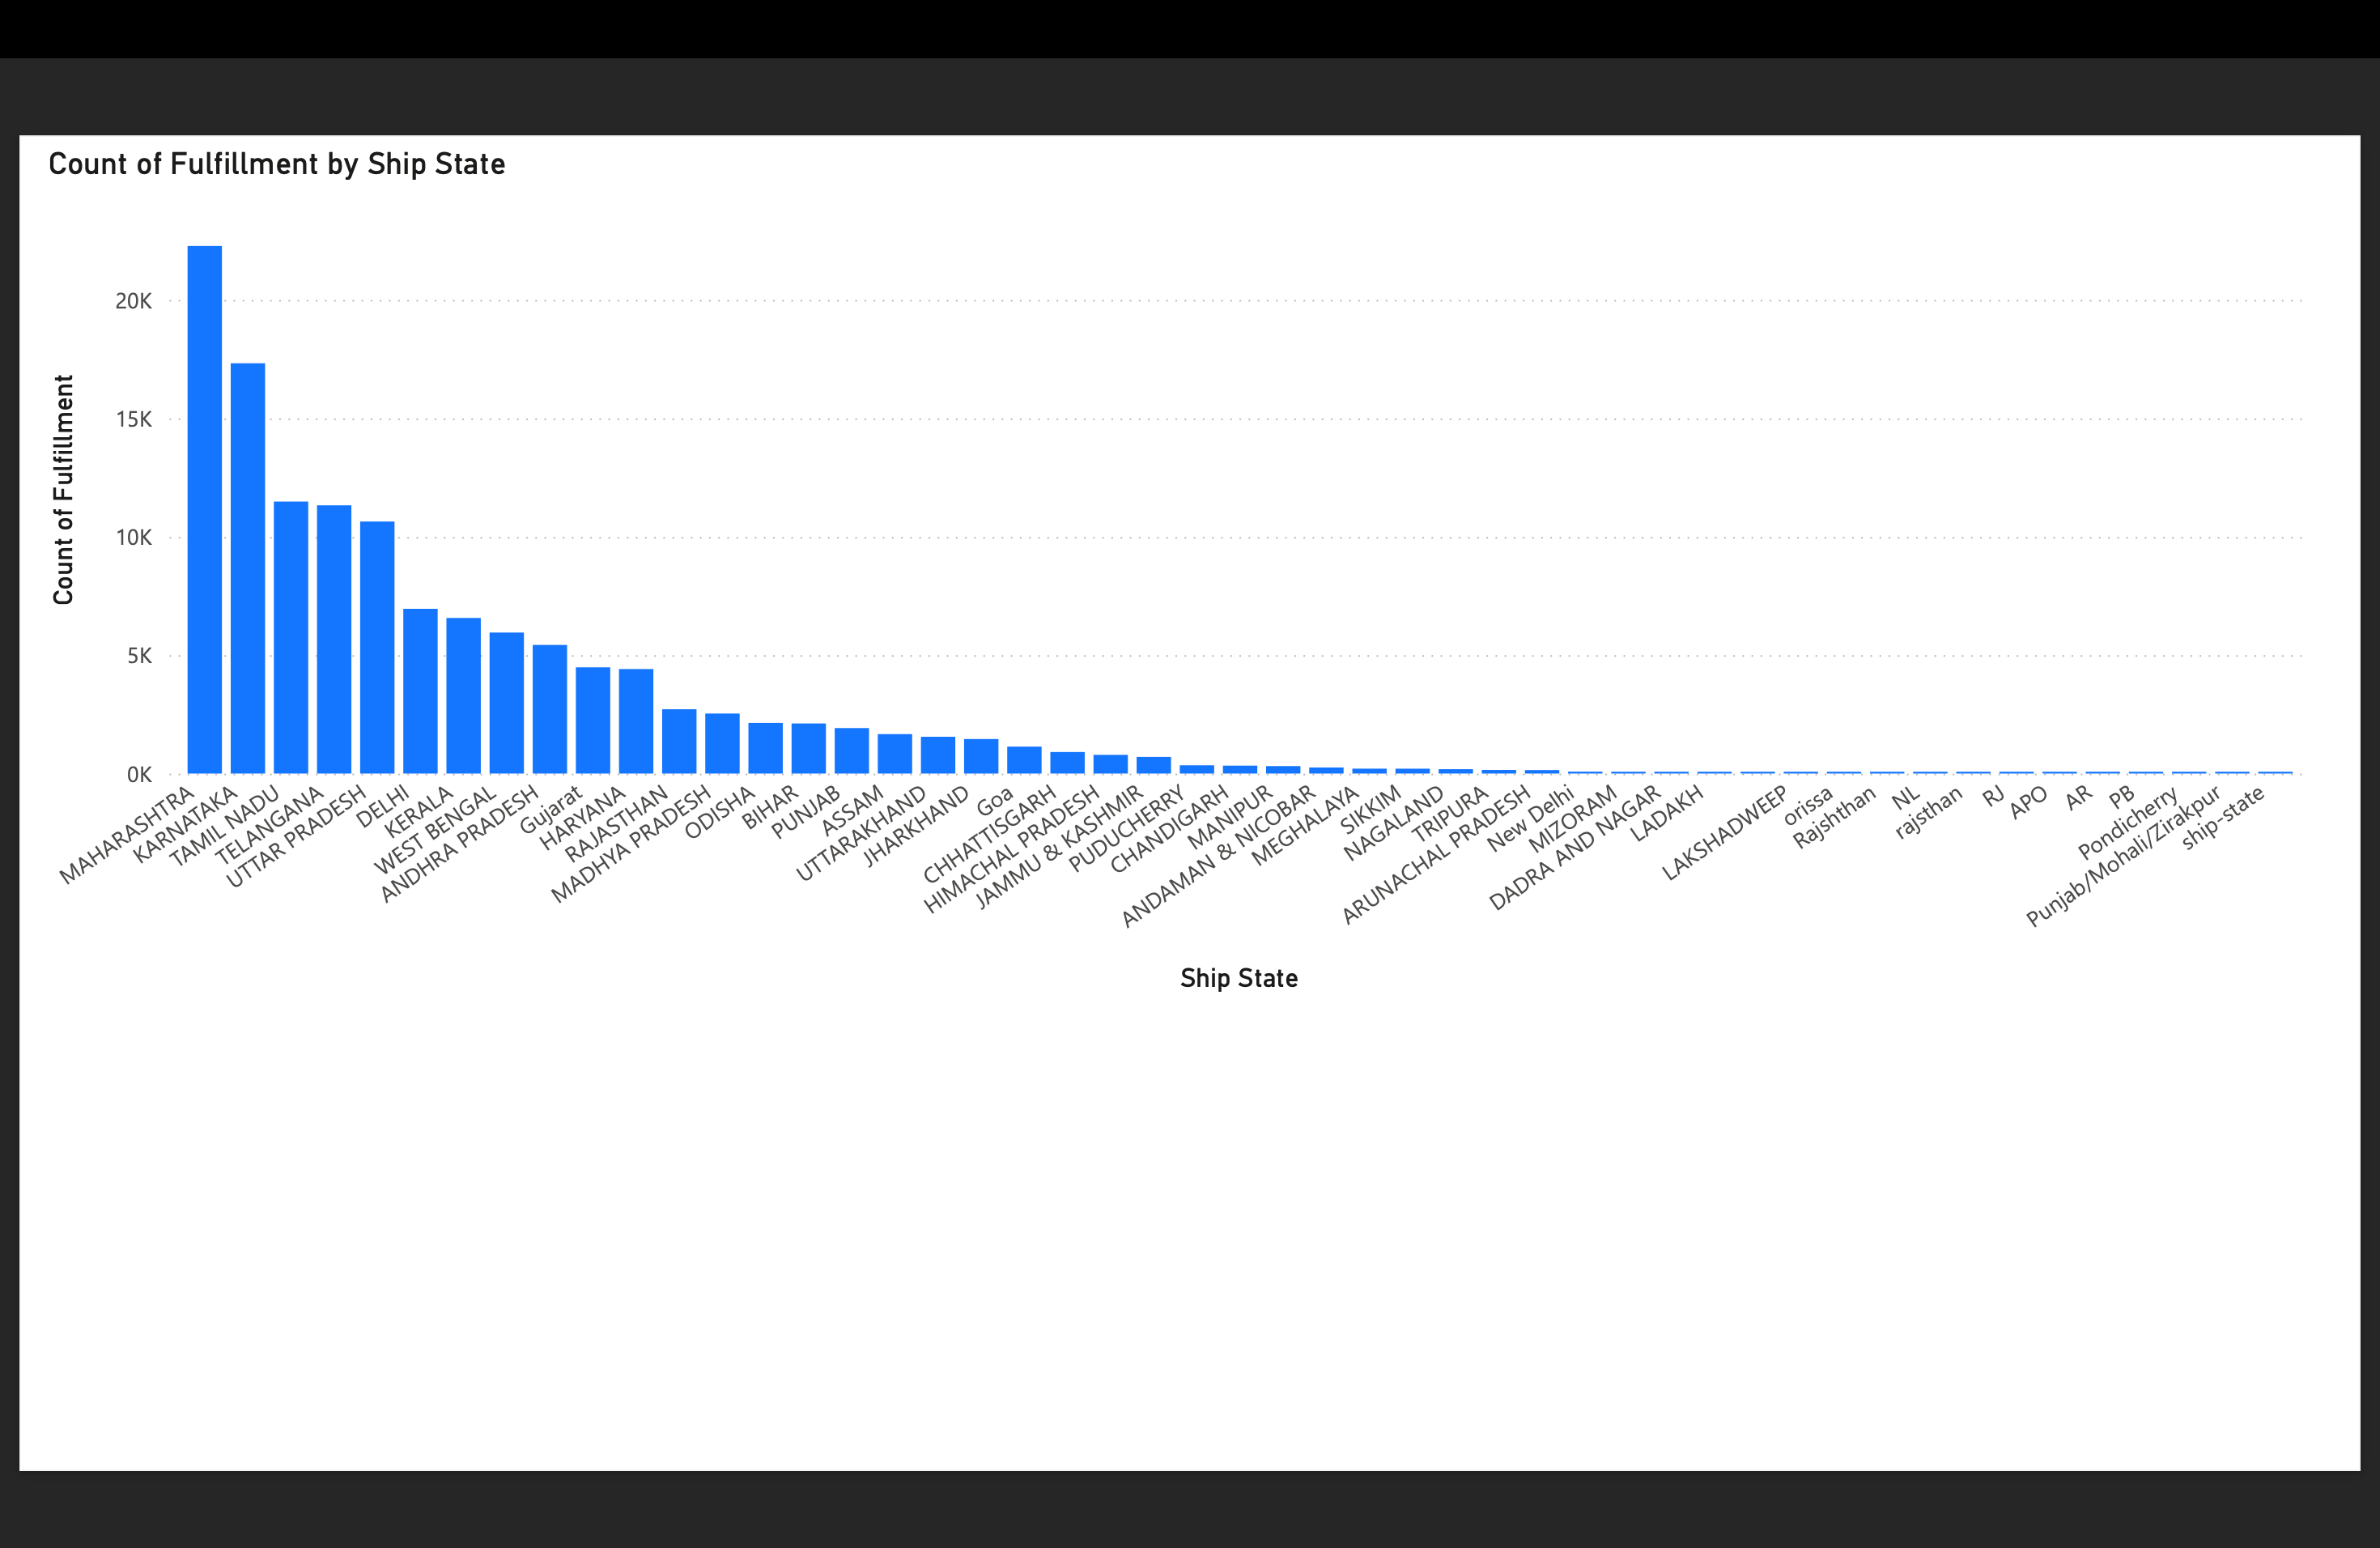 Count of Fulfillment by Ship State
Count of Fulfillment
20K
15K
10K
5K
0K
MAHARASHTRA
KARNATAKA
TAMIL NADU
TELANGANA
UTTAR PRADESH
DELHI
KERALA
WEST BENGAL
ANDHRA PRADESH
Gujarat
HARYANA
RAJASTHAN
MADHYA PRADESH
ODISHA
BIHAR
PUNJAB
ASSAM
UTTARAKHAND
JHARKHAND
Goa
CHHATTISGARH
HIMACHAL PRADESH
JAMMU & KASHMIR
PUDUCHERRY
CHANDIGARH
MANIPUR
ANDAMAN & NICOBAR
MEGHALAYA
SIKKIM
NAGALAND
TRIPURA
ARUNACHAL PRADESH
New Delhi
MIZORAM
DADRA AND NAGAR
LADAKH
LAKSHADWEEP
orissa
Rajshthan
NL
rajsthan
RJ
APO
AR
PB
Pondicherry
Punjab/Mohali/Zirakpur
ship-state
Ship State